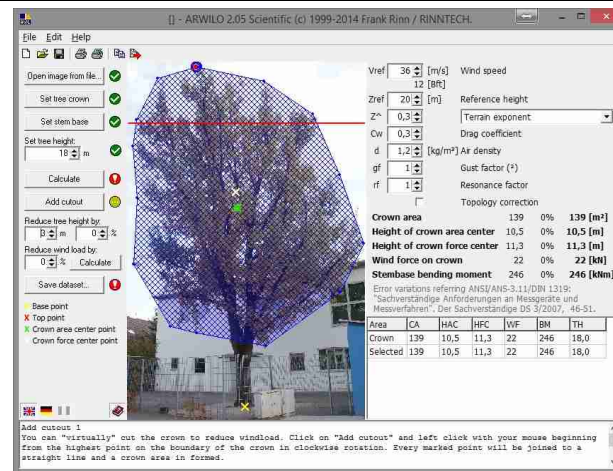 [] - ARWILO 2.05 Scientific (c) 1999-2014 Frank Rinn / RINNTECH.
File Edit Help
Open image from file...
Set tree crown
Set stem base
Set tree height:
18 m
Calculate
Add cutout
Reduce tree height by:
3 m 0 %
Reduce wind load by:
0 % Calculate
Save dataset...
X Base point
X Top point
X Crown area center point
Crown force center point
Vref 36 [m/s] Wind speed
12 [Bft]
Zref 20 [m] Reference height
Z^ 0,3 Terrain exponent
Cw 0,3 Drag coefficient
d 1,2 [kg/m³] Air density
gf 1 Gust factor (²)
rf 1 Resonance factor
Topology correction
Crown area 139 0% 139 [m²]
Height of crown area center 10,5 0% 10,5 [m]
Height of crown force center 11,3 0% 11,3 [m]
Wind force on crown 22 0% 22 [kN]
Stembase bending moment 246 0% 246 [kNm]
Error variations referring ANSI/ANS-3.11/DIN 1319:
"Sachverständige Anforderungen an Messgeräte und
Messverfahren". Der Sachverständige DS 3/2007, 46-51.
Area CA HAC HFC WF BM TH
Crown 139 10,5 11,3 22 246 18,0
Selected 139 10,5 11,3 22 246 18,0
Add cutout 1
You can "virtually" cut the crown to reduce windload. Click on "Add cutout" and left click with your mouse beginning
from the highest point on the boundary of the crown in clockwise rotation. Every marked point will be joined to a
straight line and a crown area in formed.